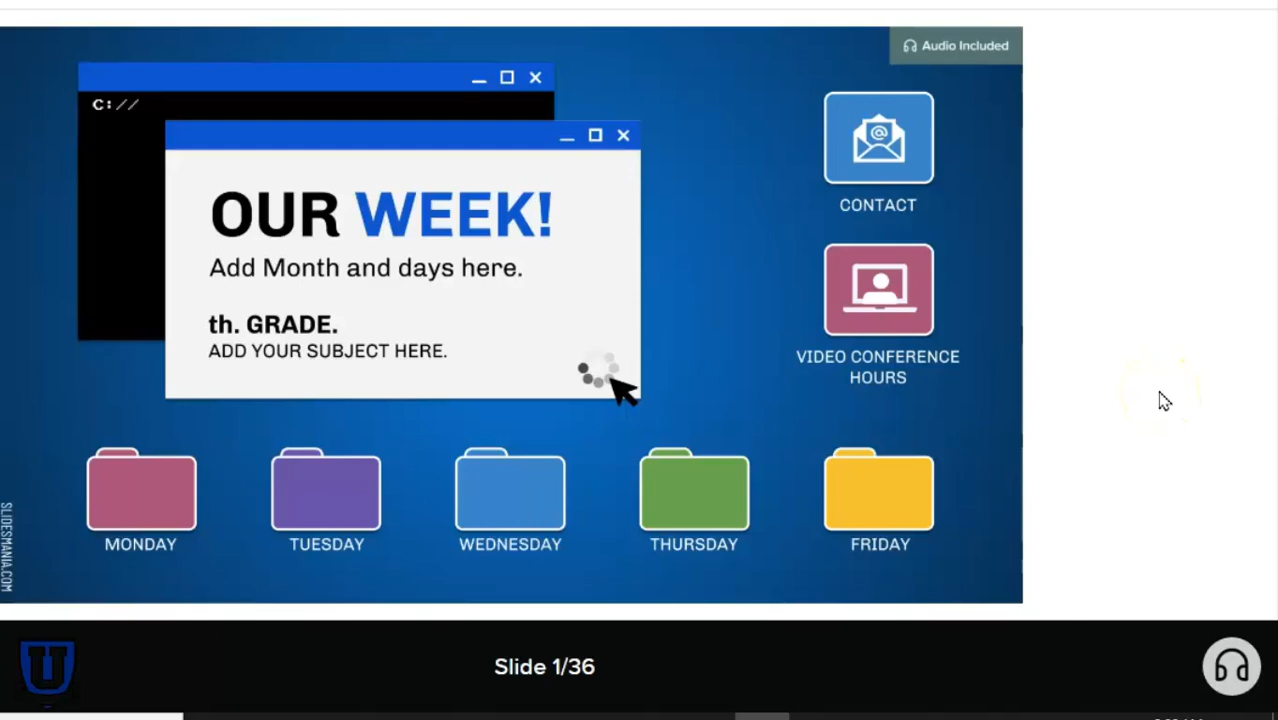 Audio Included
C://
OUR WEEK!
Add Month and days here.
th. GRADE.
ADD YOUR SUBJECT HERE.
CONTACT
VIDEO CONFERENCE
HOURS
MONDAY
TUESDAY
WEDNESDAY
THURSDAY
FRIDAY
SLIDESMANIA.COM
U
Slide 1/36